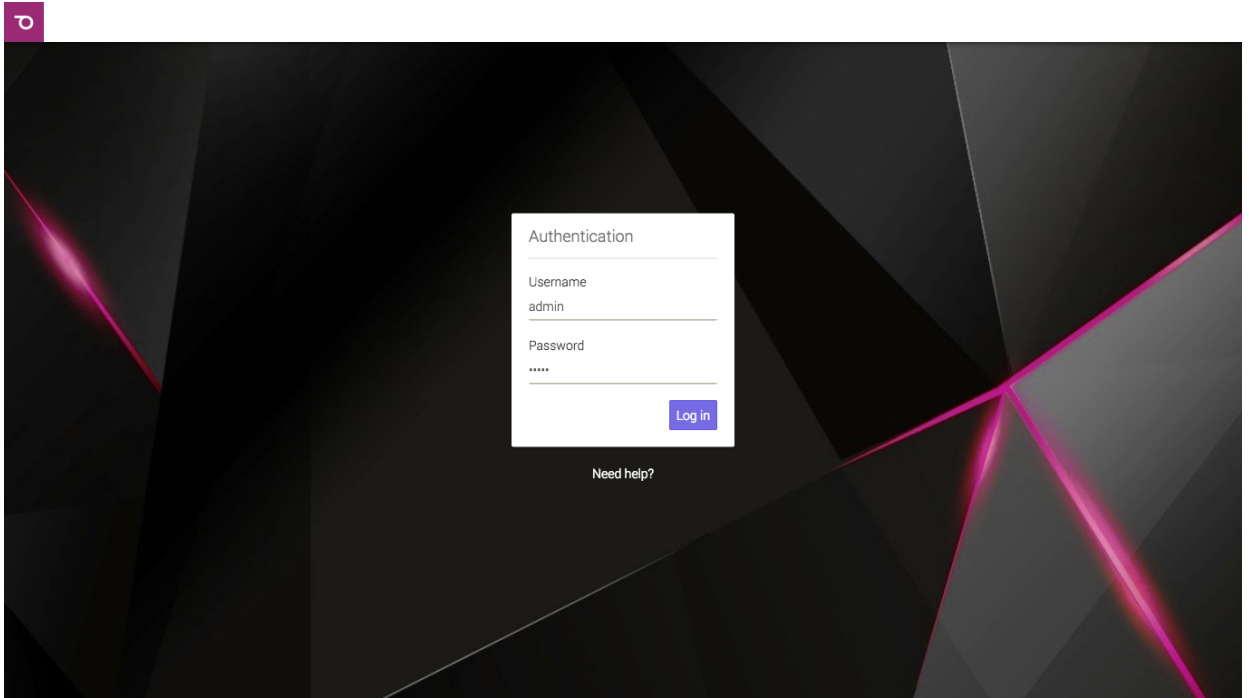 Authentication
Username
admin
Password
•••••
Log in
Need help?